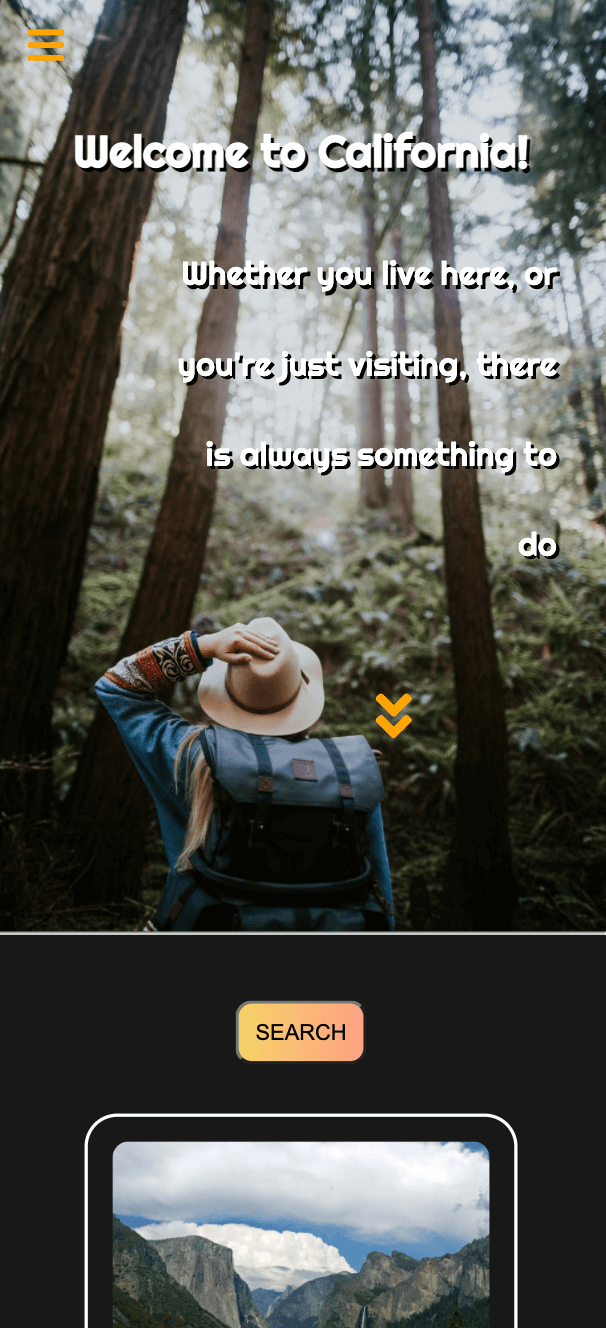 Welcome to California!
Whether you live here, or
you're just visiting, there
is always something to
do
SEARCH